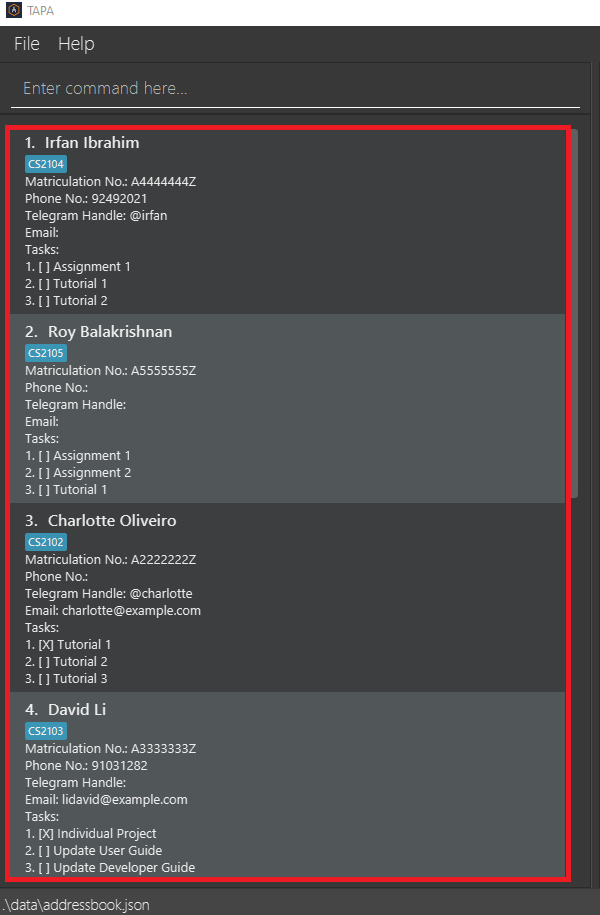 TAPA
File Help
Enter command here...
1. Irfan Ibrahim
CS2104
Matriculation No.: A4444444Z
Phone No.: 92492021
Telegram Handle: @irfan
Email:
Tasks:
1. [ ] Assignment 1
2. [ ] Tutorial 1
3. [ ] Tutorial 2
2. Roy Balakrishnan
CS2105
Matriculation No.: A5555555Z
Phone No.:
Telegram Handle:
Email:
Tasks:
1. [ ] Assignment 1
2. [ ] Assignment 2
3. [ ] Tutorial 1
3. Charlotte Oliveiro
CS2102
Matriculation No.: A2222222Z
Phone No.:
Telegram Handle: @charlotte
Email: charlotte@example.com
Tasks:
1. [X] Tutorial 1
2. [ ] Tutorial 2
3. [ ] Tutorial 3
4. David Li
CS2103
Matriculation No.: A3333333Z
Phone No.: 91031282
Telegram Handle:
Email: lidavid@example.com
Tasks:
1. [X] Individual Project
2. [ ] Update User Guide
3. [ ] Update Developer Guide
.\data\addressbook.json